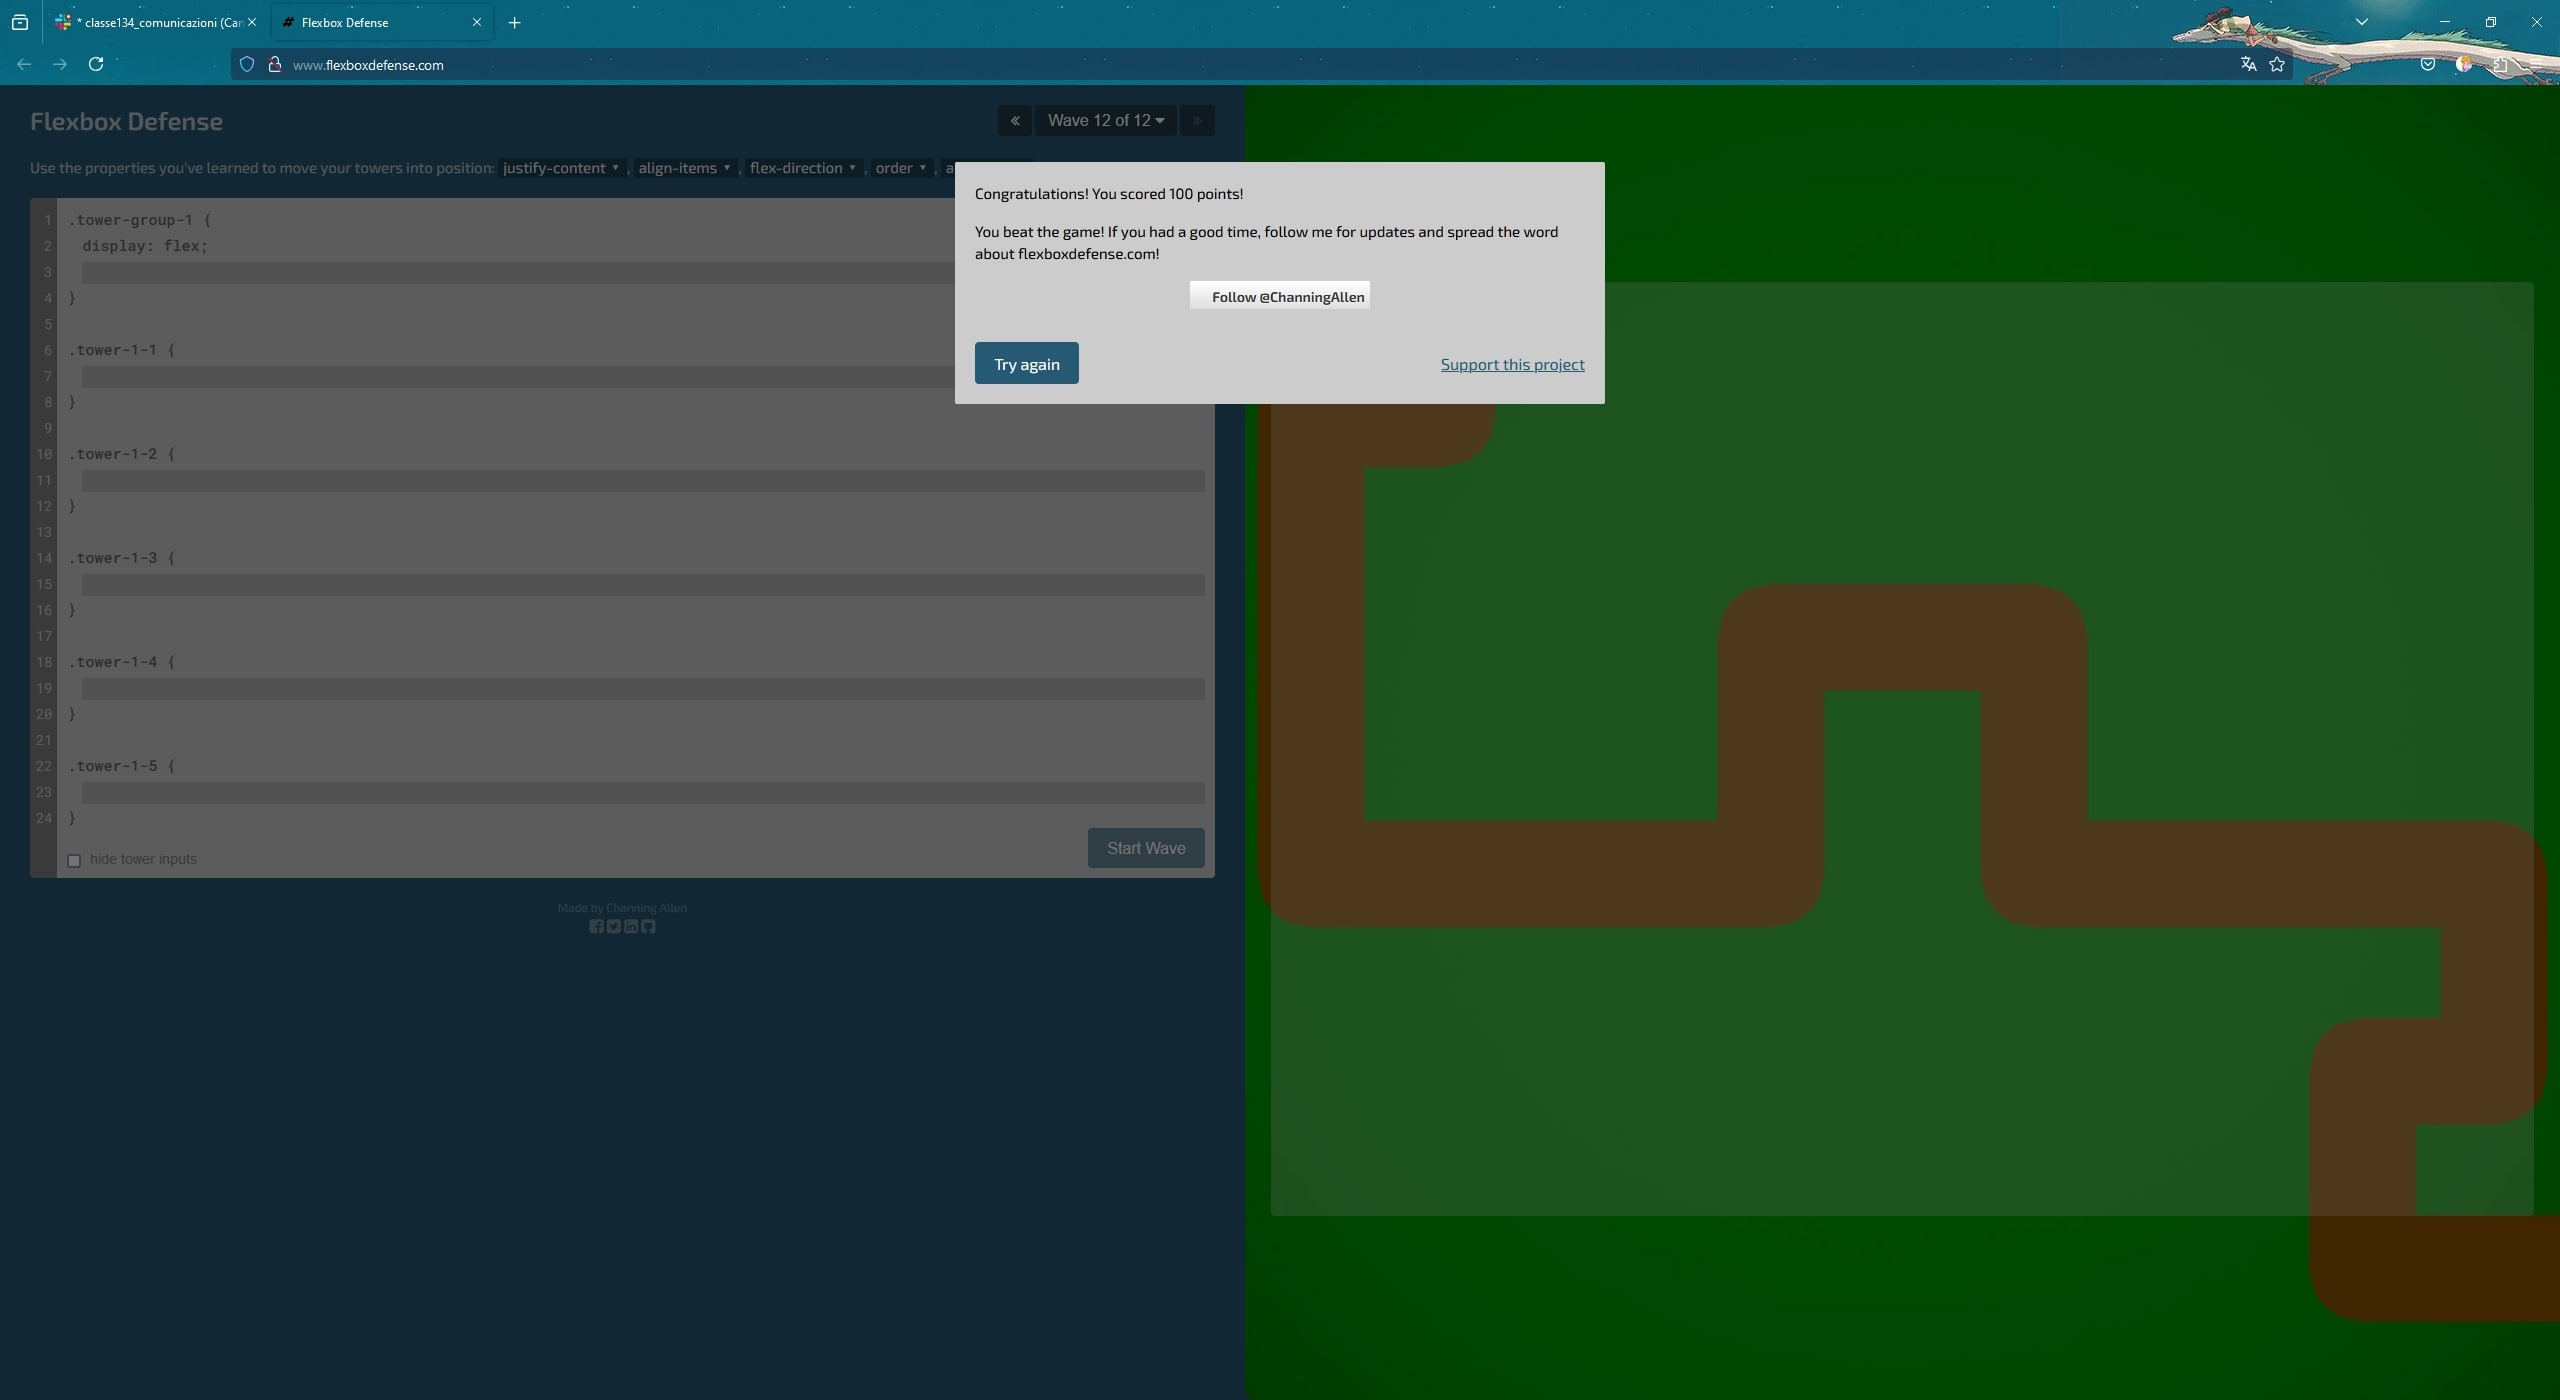 * classe134_comunicazioni (Can
Flexbox Defense
www.flexboxdefense.com
Flexbox Defense
« Wave 12 of 12 »
Use the properties you've learned to move your towers into position: justify-content , align-items , flex-direction , order , a
1 .tower-group-1 {
2 display: flex;
3
4 }
5
6 .tower-1-1 {
7
8 }
9
10 .tower-1-2 {
11
12 }
13
14 .tower-1-3 {
15
16 }
17
18 .tower-1-4 {
19
20 }
21
22 .tower-1-5 {
23
24 }
hide tower inputs
Start Wave
Made by Channing Allen
Congratulations! You scored 100 points!
You beat the game! If you had a good time, follow me for updates and spread the word
about flexboxdefense.com!
Follow @ChanningAllen
Try again
Support this project